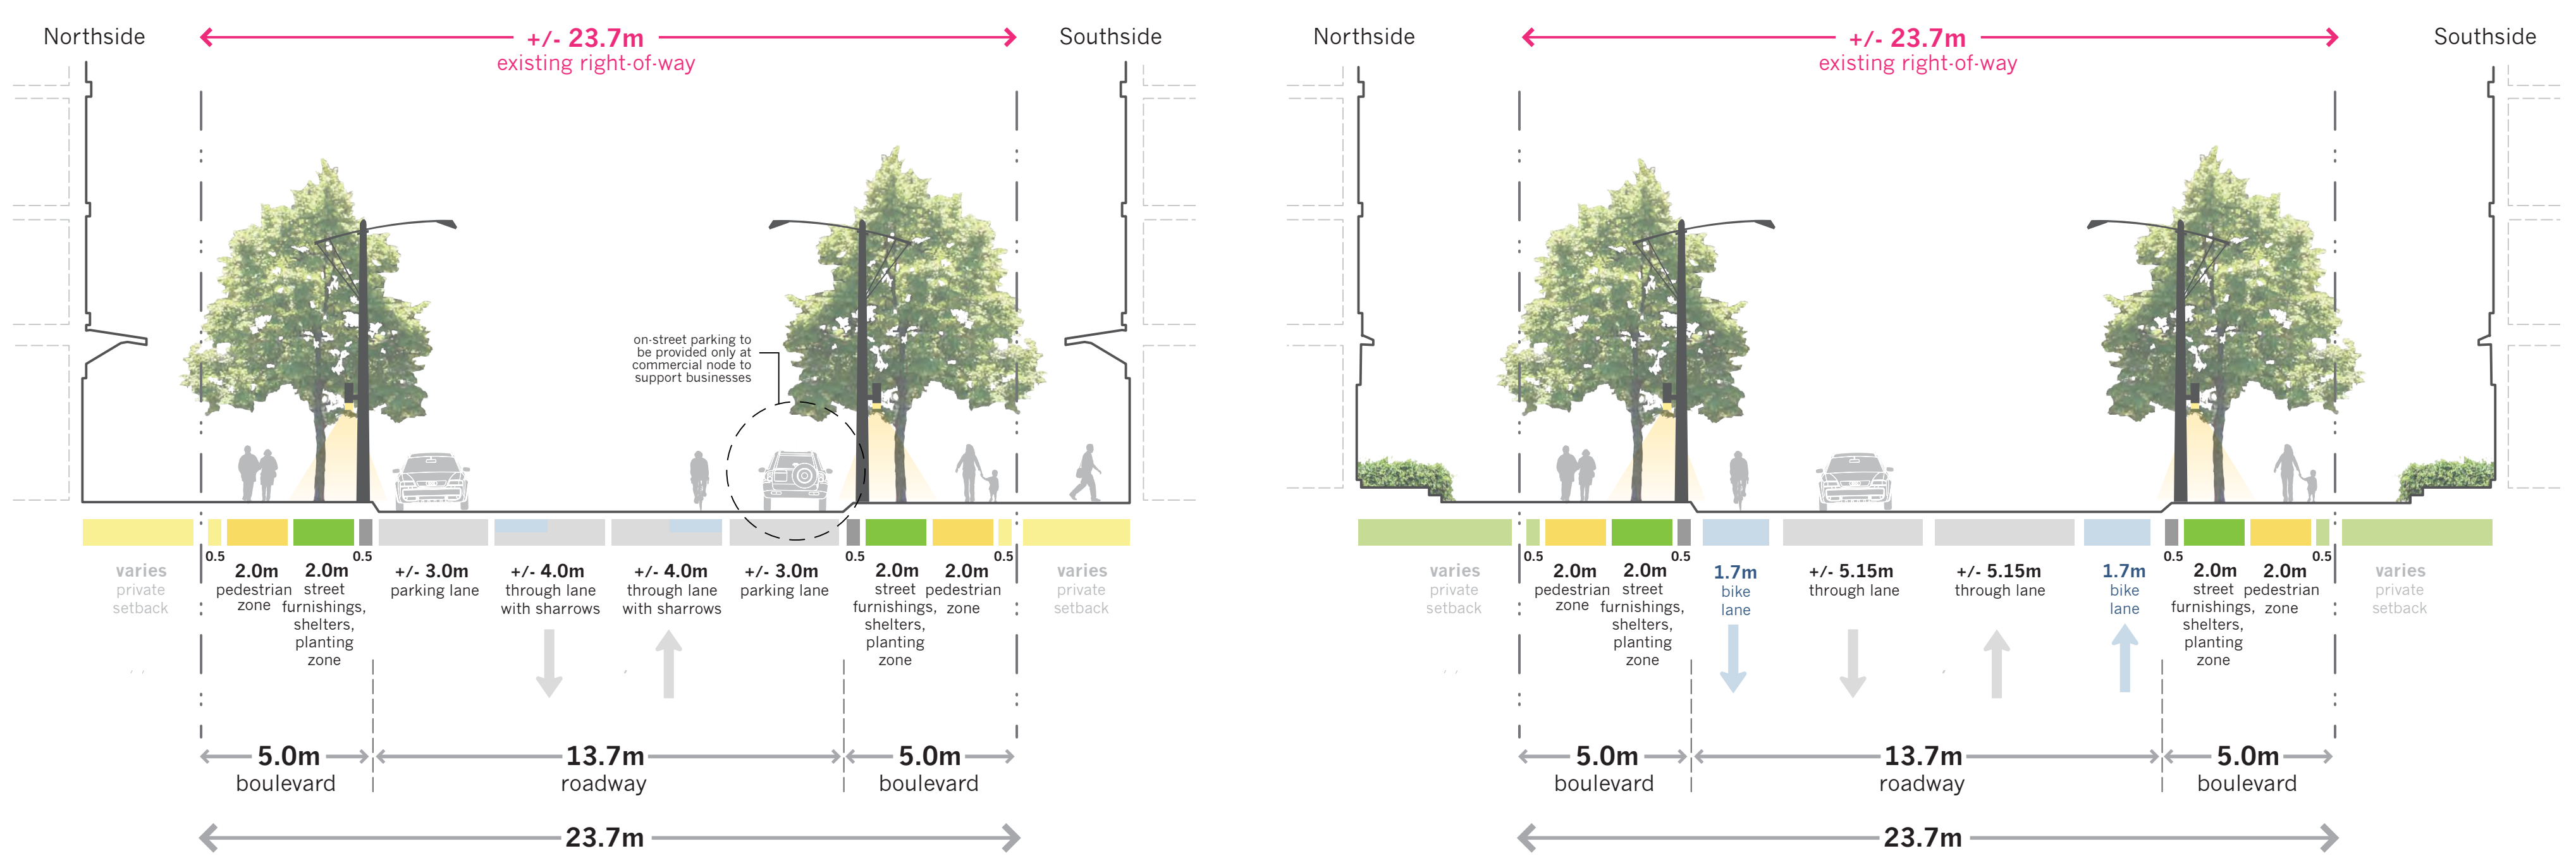 Northside
+/- 23.7m
existing right-of-way
Southside
on-street parking to
be provided only at
commercial node to
support businesses
varies
private
setback
0.5
2.0m
pedestrian
zone
2.0m
street
furnishings,
shelters,
planting
zone
0.5
+/- 3.0m
parking lane
+/- 4.0m
through lane
with sharrows
+/- 4.0m
through lane
with sharrows
+/- 3.0m
parking lane
0.5
2.0m
street
furnishings,
shelters,
planting
zone
2.0m
pedestrian
zone
0.5
varies
private
setback
5.0m
boulevard
13.7m
roadway
5.0m
boulevard
23.7m
Northside
+/- 23.7m
existing right-of-way
Southside
varies
private
setback
0.5
2.0m
pedestrian
zone
2.0m
street
furnishings,
shelters,
planting
zone
0.5
1.7m
bike
lane
+/- 5.15m
through lane
+/- 5.15m
through lane
1.7m
bike
lane
0.5
2.0m
street
furnishings,
shelters,
planting
zone
2.0m
pedestrian
zone
0.5
varies
private
setback
5.0m
boulevard
13.7m
roadway
5.0m
boulevard
23.7m